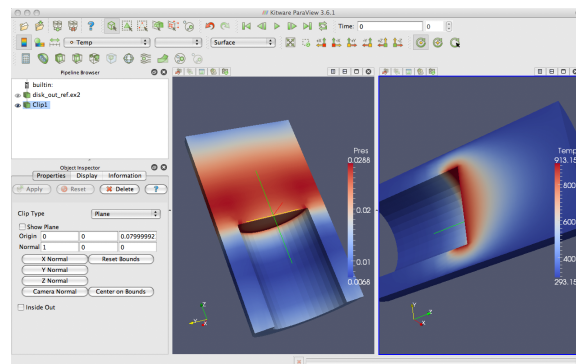 Kitware ParaView 3.6.1
Time: 0 0
Temp Surface
Pipeline Browser
builtin:
disk_out_ref.ex2
Clip1
Object Inspector
Properties Display Information
Apply Reset Delete ?
Clip Type Plane
Show Plane
Origin 0 0 0.07999992
Normal 1 0 0
X Normal Reset Bounds
Y Normal
Z Normal
Camera Normal Center on Bounds
Inside Out
Pres
0.0288
0.02
0.01
0.0068
Z
Y
X
Temp
913.15
800
600
400
293.15
Y
Z
X